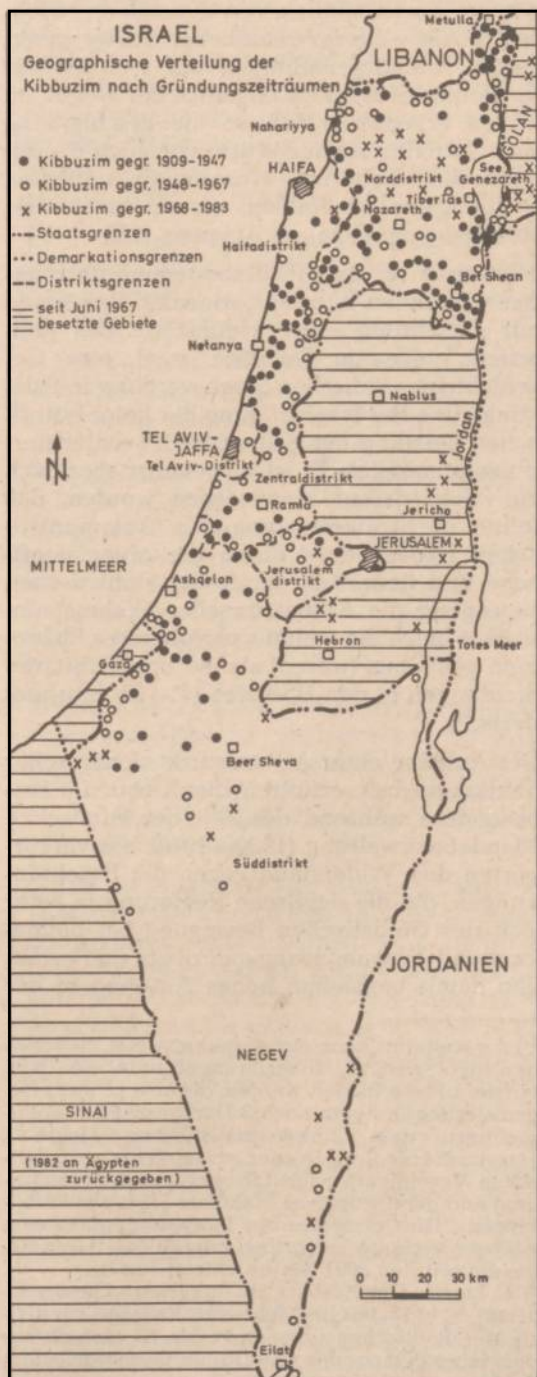 ISRAEL
Geographische Verteilung der
Kibbuzim nach Gründungszeiträumen
Kibbuzim gegr. 1909-1947
Kibbuzim gegr. 1948-1967
x Kibbuzim gegr. 1968-1983
Staatsgrenzen
Demarkationsgrenzen
Distriktsgrenzen
seit Juni 1967
besetzte Gebiete
Metulla
LIBANON
GOLAN
Nahariyya
HAIFA
See
Genezareth
Norddistrikt
Tiberias
Nazareth
Haifadistrikt
Bet Shean
Netanya
Nablus
Jordan
TEL AVIV-
JAFFA
Tel Aviv-Distrikt
Zentraldistrikt
N
Ramla
Jericho
JERUSALEM
MITTELMEER
Jerusalem
distrikt
Ashqelon
Hebron
Totes Meer
Gaza
Beer Sheva
Süddistrikt
JORDANIEN
NEGEV
SINAI
(1982 an Ägypten
zurückgegeben)
0 10 20 30 km
Eilat